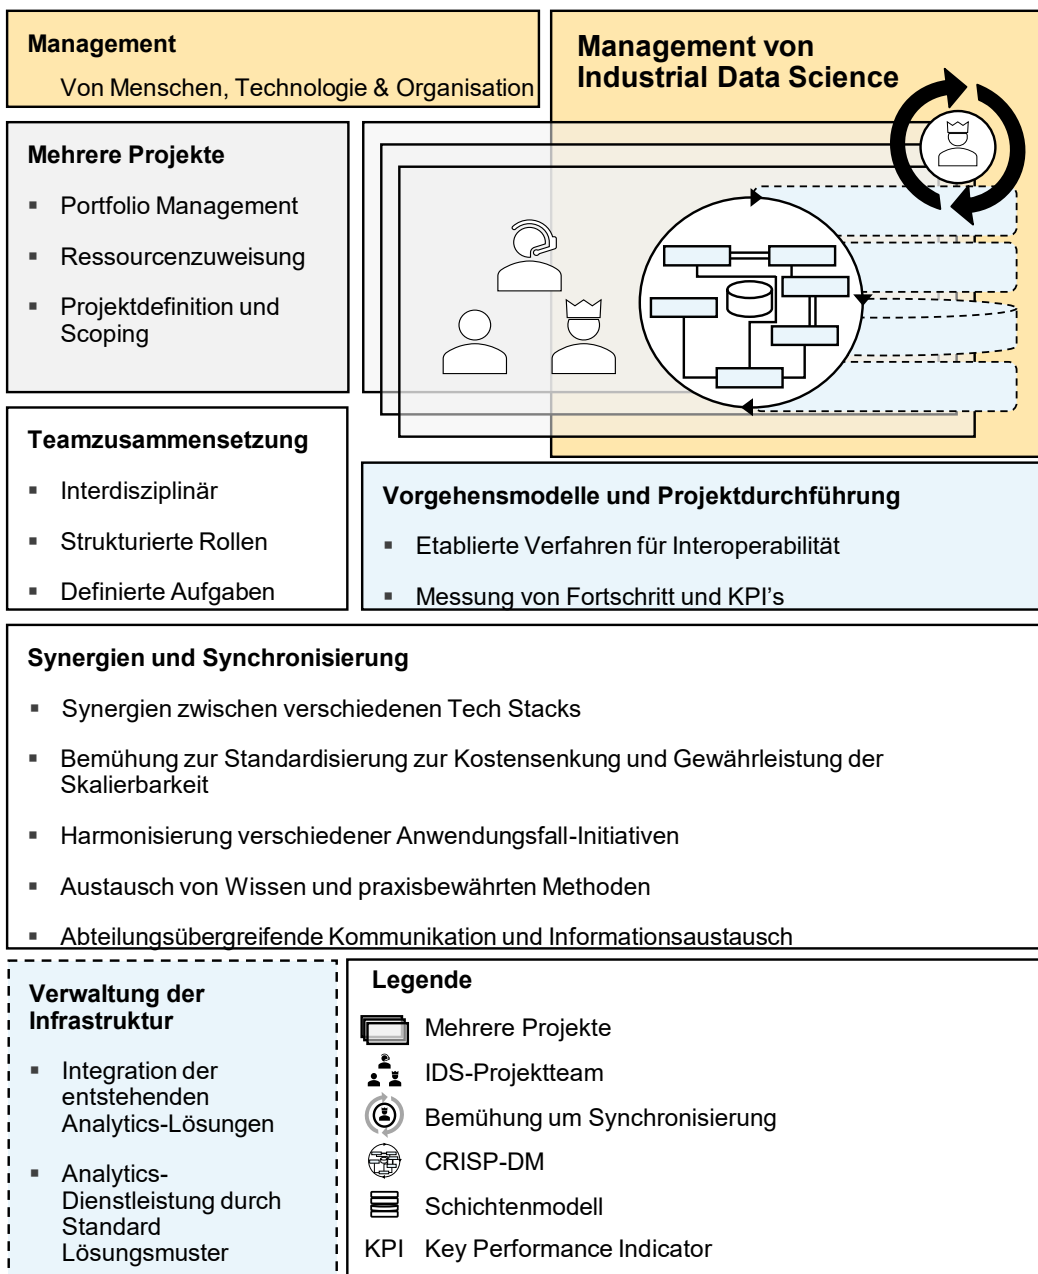 Management
Von Menschen, Technologie & Organisation
Management von
Industrial Data Science
Mehrere Projekte
▪ Portfolio Management
▪ Ressourcenzuweisung
▪ Projektdefinition und
Scoping
Teamzusammensetzung
▪ Interdisziplinär
▪ Strukturierte Rollen
▪ Definierte Aufgaben
Vorgehensmodelle und Projektdurchführung
▪ Etablierte Verfahren für Interoperabilität
▪ Messung von Fortschritt und KPI's
Synergien und Synchronisierung
▪ Synergien zwischen verschiedenen Tech Stacks
▪ Bemühung zur Standardisierung zur Kostensenkung und Gewährleistung der
Skalierbarkeit
▪ Harmonisierung verschiedener Anwendungsfall-Initiativen
▪ Austausch von Wissen und praxisbewährten Methoden
▪ Abteilungsübergreifende Kommunikation und Informationsaustausch
Verwaltung der
Infrastruktur
▪ Integration der
entstehenden
Analytics-Lösungen
▪ Analytics-
Dienstleistung durch
Standard
Lösungsmuster
Legende
Mehrere Projekte
IDS-Projektteam
Bemühung um Synchronisierung
CRISP-DM
Schichtenmodell
KPI Key Performance Indicator